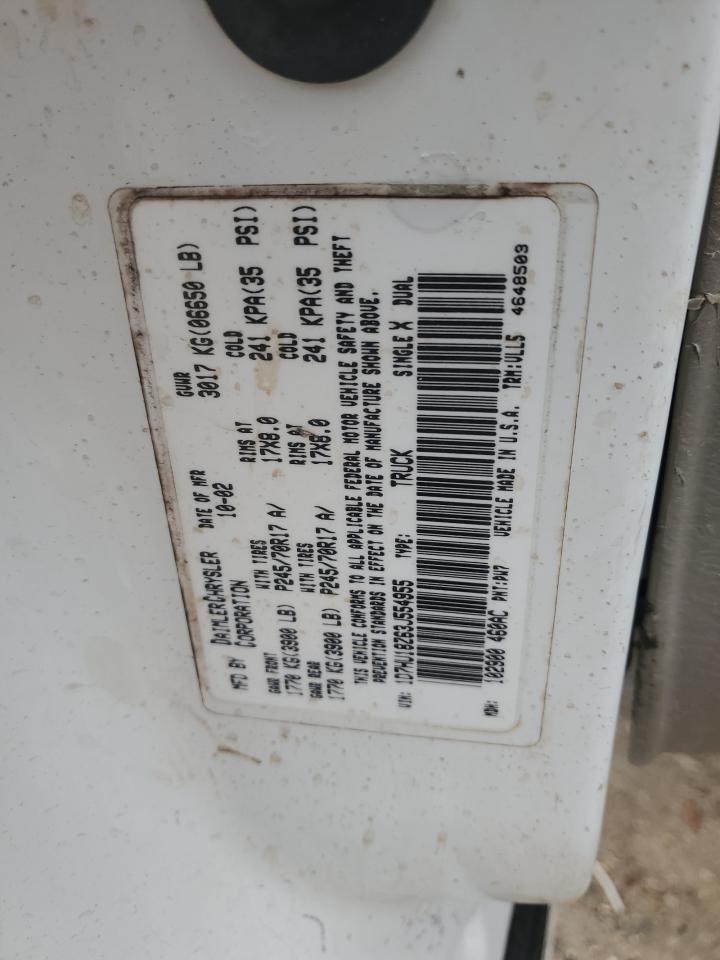 MFD BY DAIMLERCHRYSLER CORPORATION
DATE OF MFR 10-02
GVWR 3017 KG(06650 LB)
GAWR FRONT WITH TIRES RIMS AT COLD
1770 KG(3900 LB) P245/70R17 A/ 17X8.0 241 KPA(35 PSI)
GAWR REAR WITH TIRES RIMS AT COLD
1770 KG(3900 LB) P245/70R17 A/ 17X8.0 241 KPA(35 PSI)
THIS VEHICLE CONFORMS TO ALL APPLICABLE FEDERAL MOTOR VEHICLE SAFETY AND THEFT
PREVENTION STANDARDS IN EFFECT ON THE DATE OF MANUFACTURE SHOWN ABOVE.
VIN: TYPE: TRUCK SINGLE X DUAL
MDH: 102900 460AC PNT:PW7 VEHICLE MADE IN U.S.A. TRM:VLL5 4648503